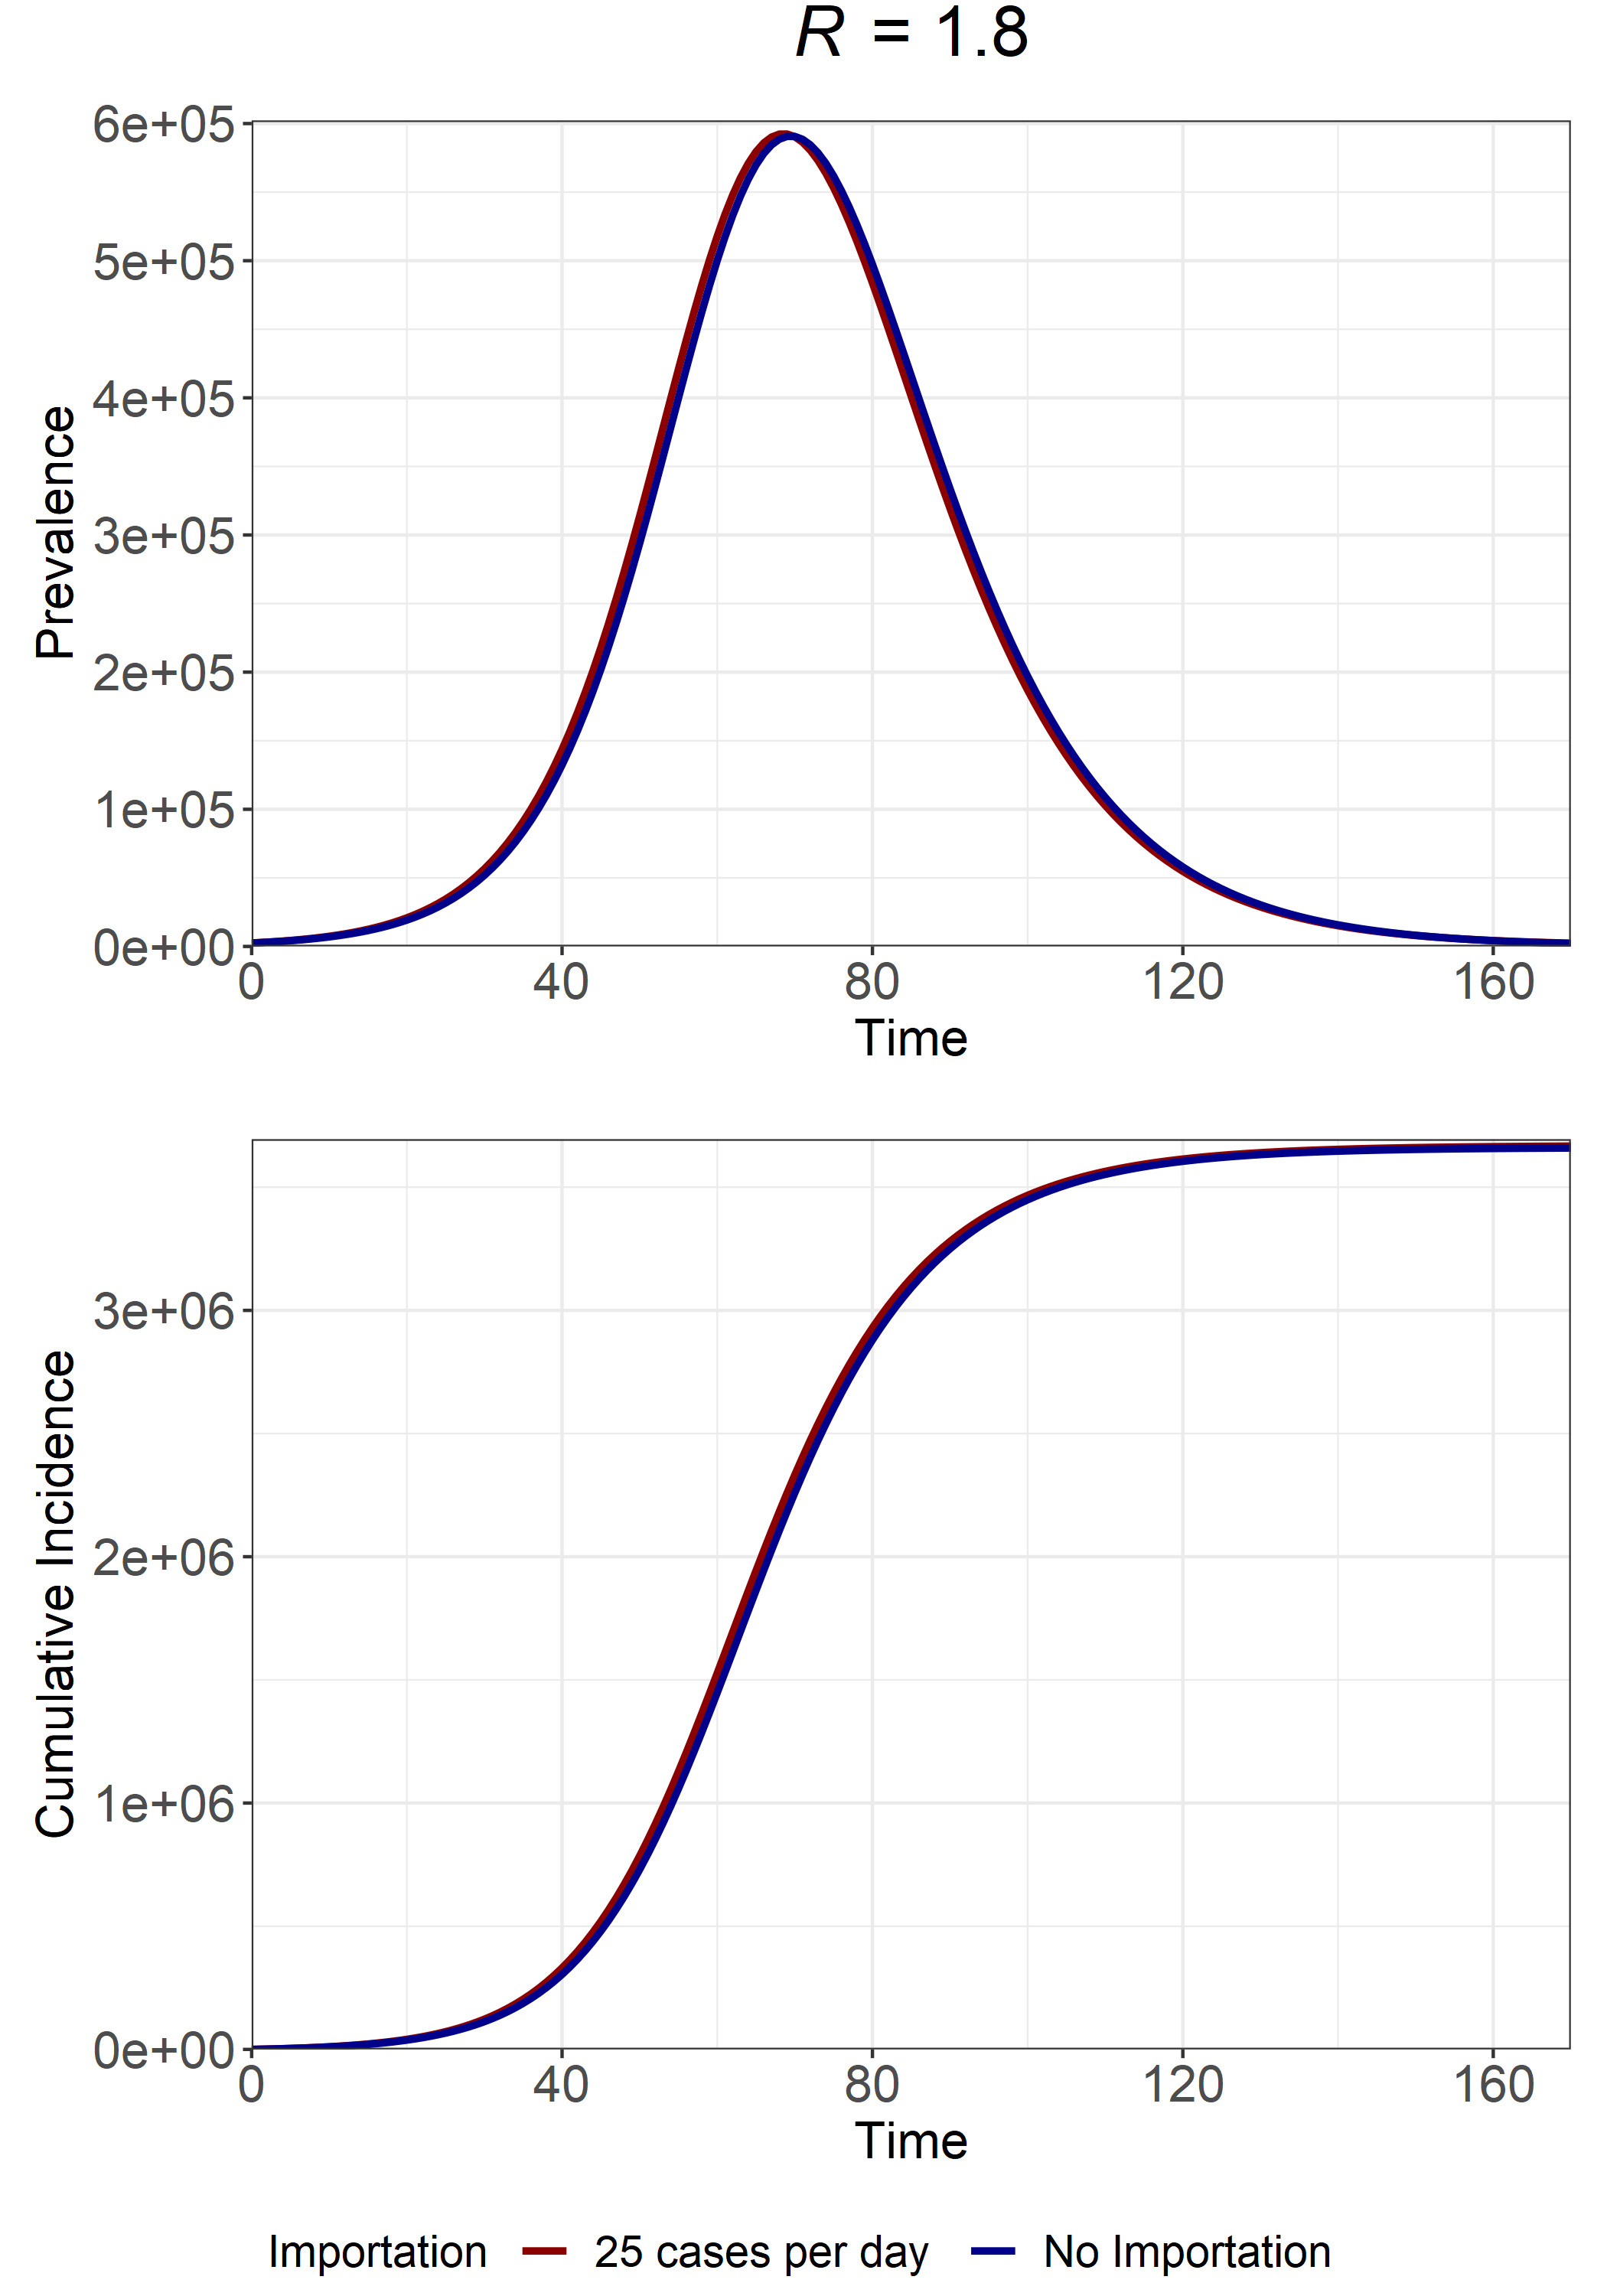 R = 1.8
6e+05
5e+05
4e+05
3e+05
2e+05
1e+05
0e+00
Prevalence
0 40 80 120 160
Time
3e+06
2e+06
1e+06
0e+00
Cumulative Incidence
0 40 80 120 160
Time
Importation 25 cases per day No Importation